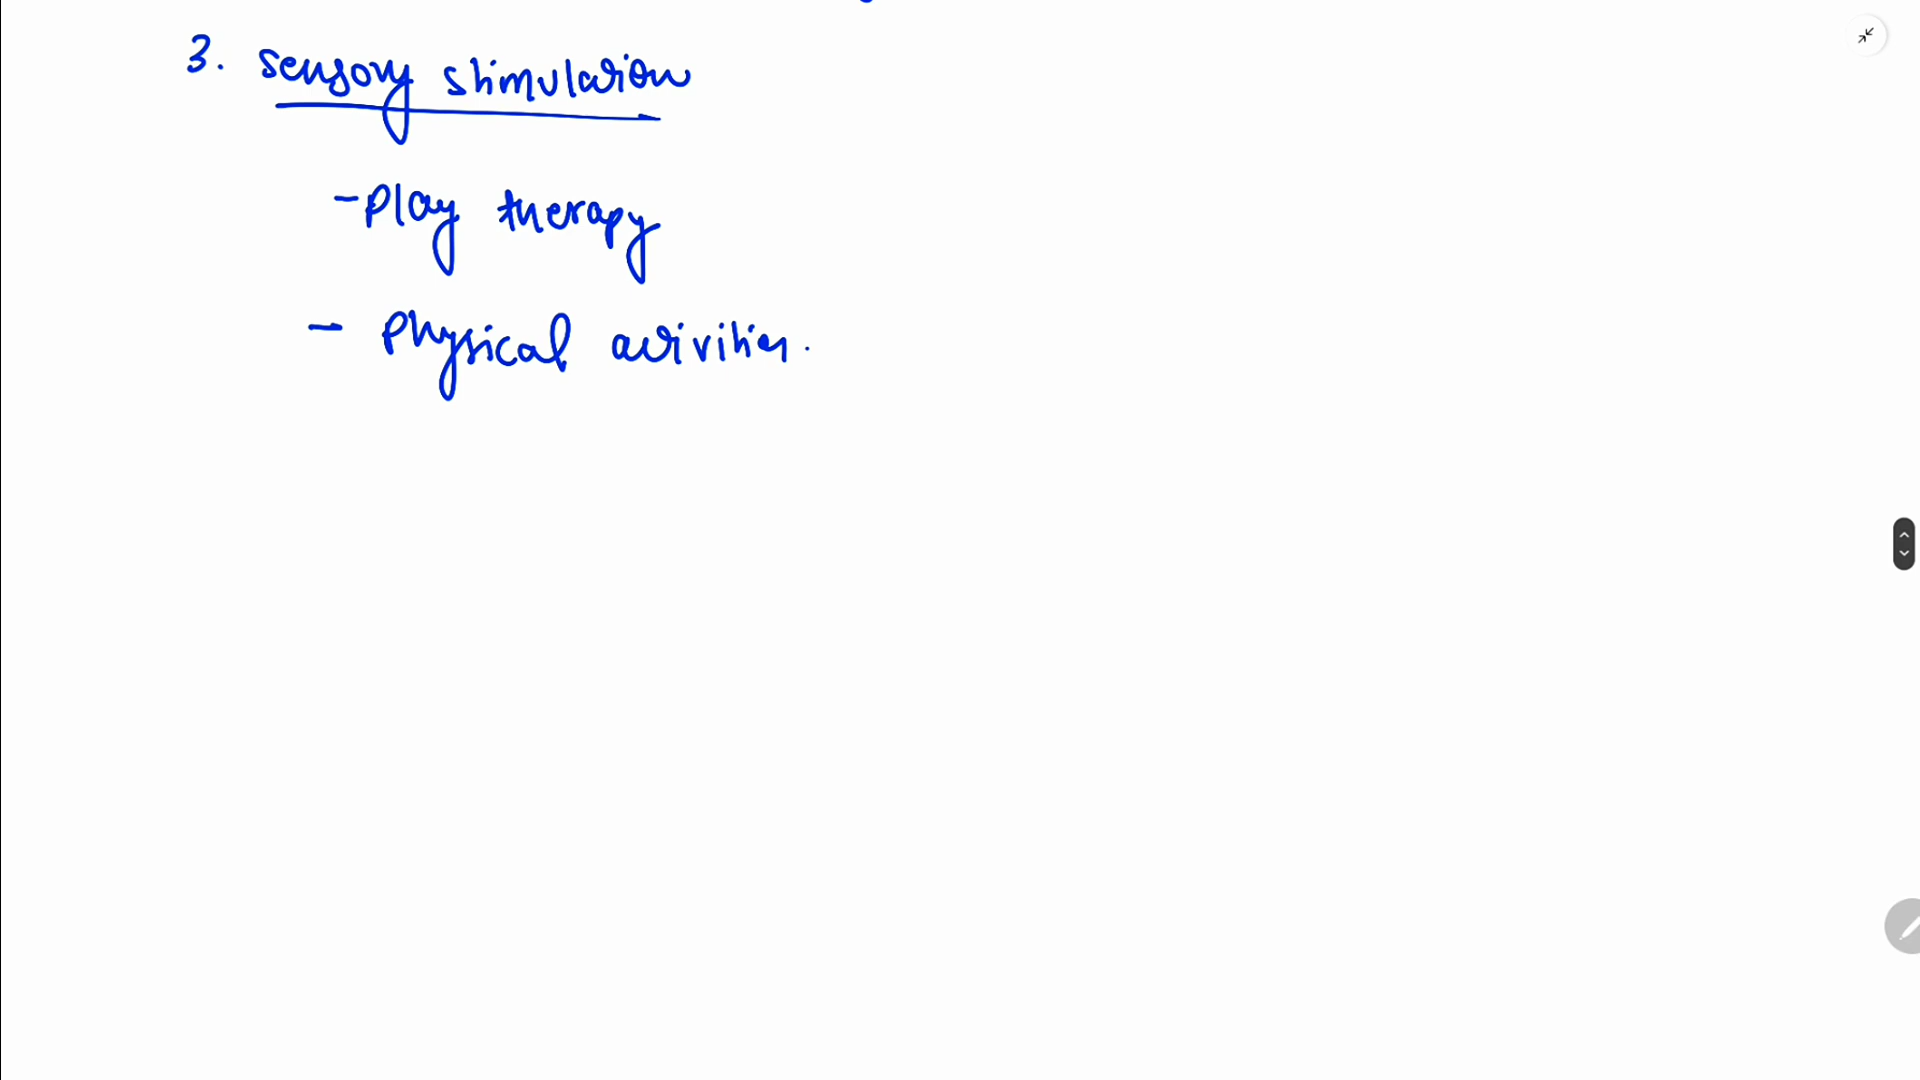 3. sensory stimulation
- Play therapy
- Physical activities.